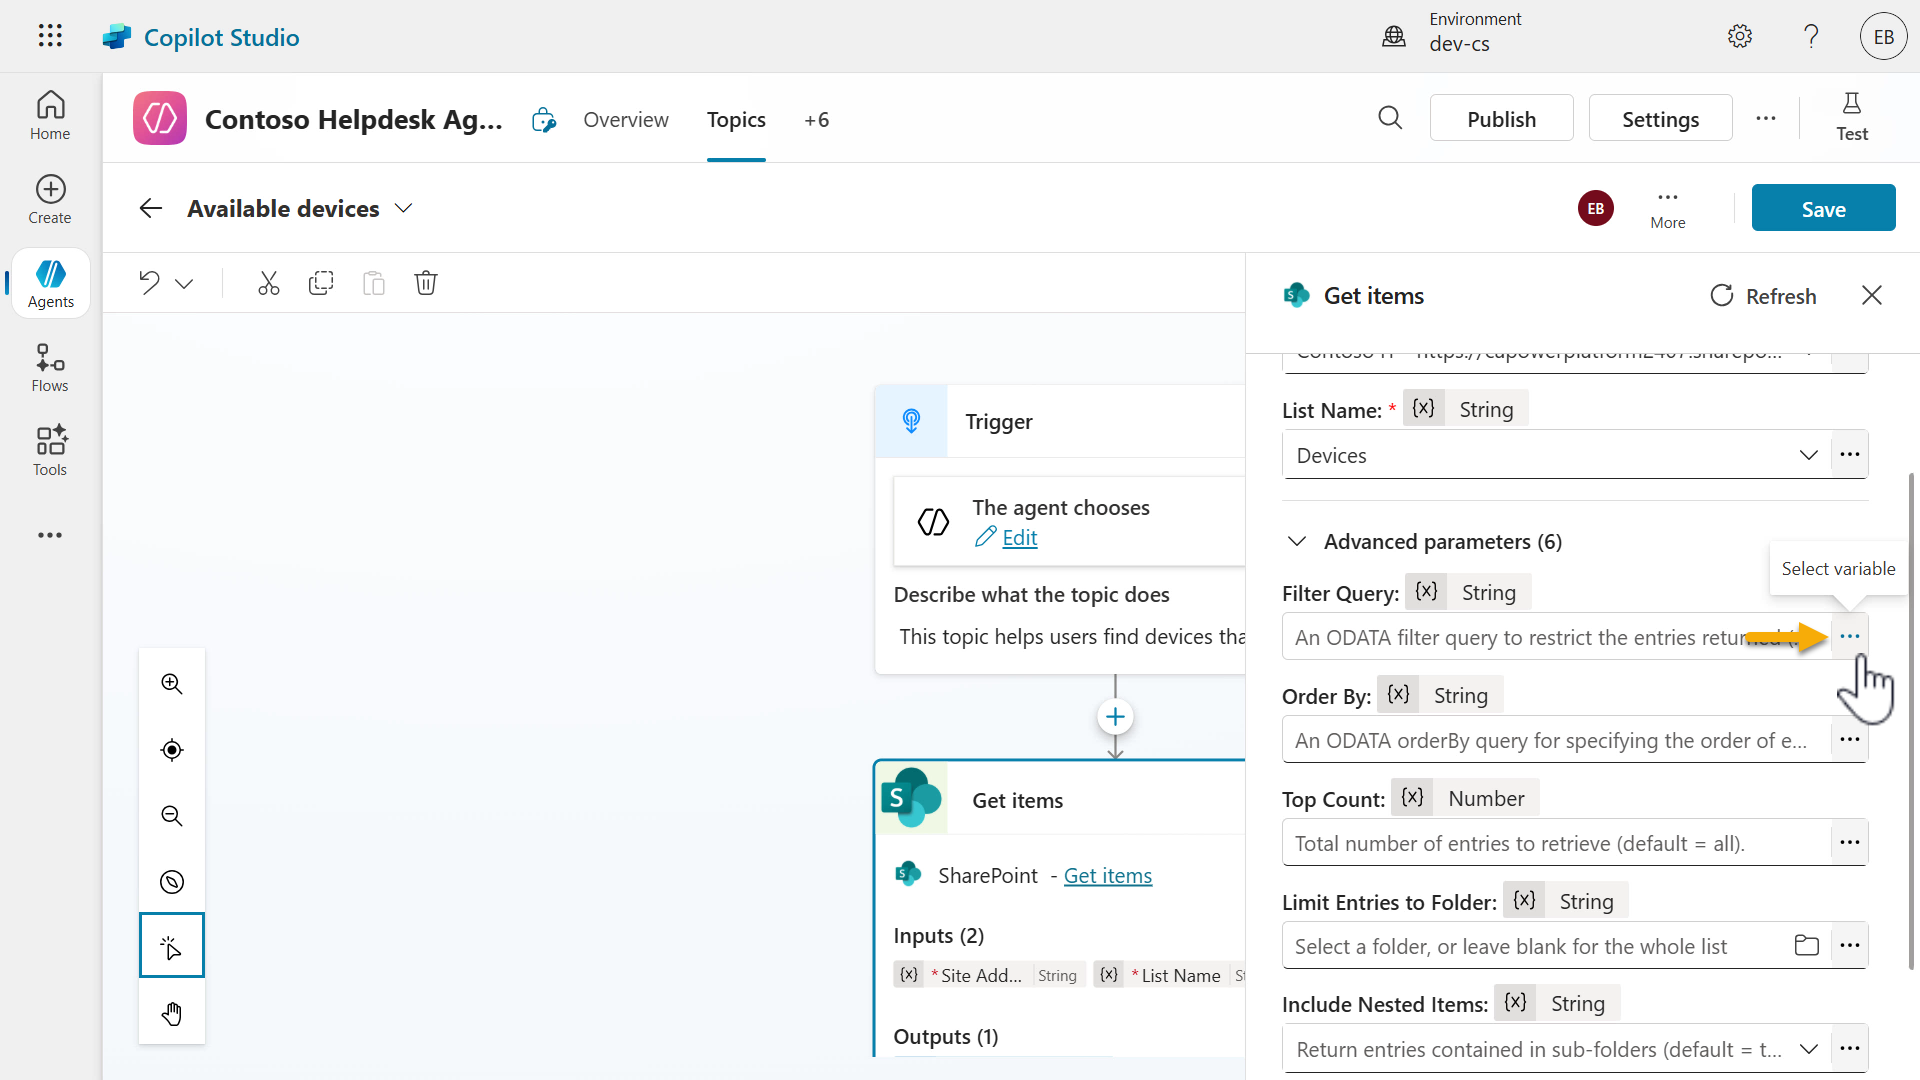 Copilot Studio
Environment
dev-cs
EB
Home
Create
Agents
Flows
Tools
Contoso Helpdesk Ag...
Overview
Topics
+6
Publish
Settings
Test
Available devices
EB
More
Save
Trigger
The agent chooses
Edit
Describe what the topic does
This topic helps users find devices tha
Get items
SharePoint - Get items
Inputs (2)
{x} *Site Add... String {x} *List Name
Outputs (1)
Get items
Refresh
List Name: * {x} String
Devices
Advanced parameters (6)
Select variable
Filter Query: {x} String
An ODATA filter query to restrict the entries returned (
Order By: {x} String
An ODATA orderBy query for specifying the order of e...
Top Count: {x} Number
Total number of entries to retrieve (default = all).
Limit Entries to Folder: {x} String
Select a folder, or leave blank for the whole list
Include Nested Items: {x} String
Return entries contained in sub-folders (default = t...